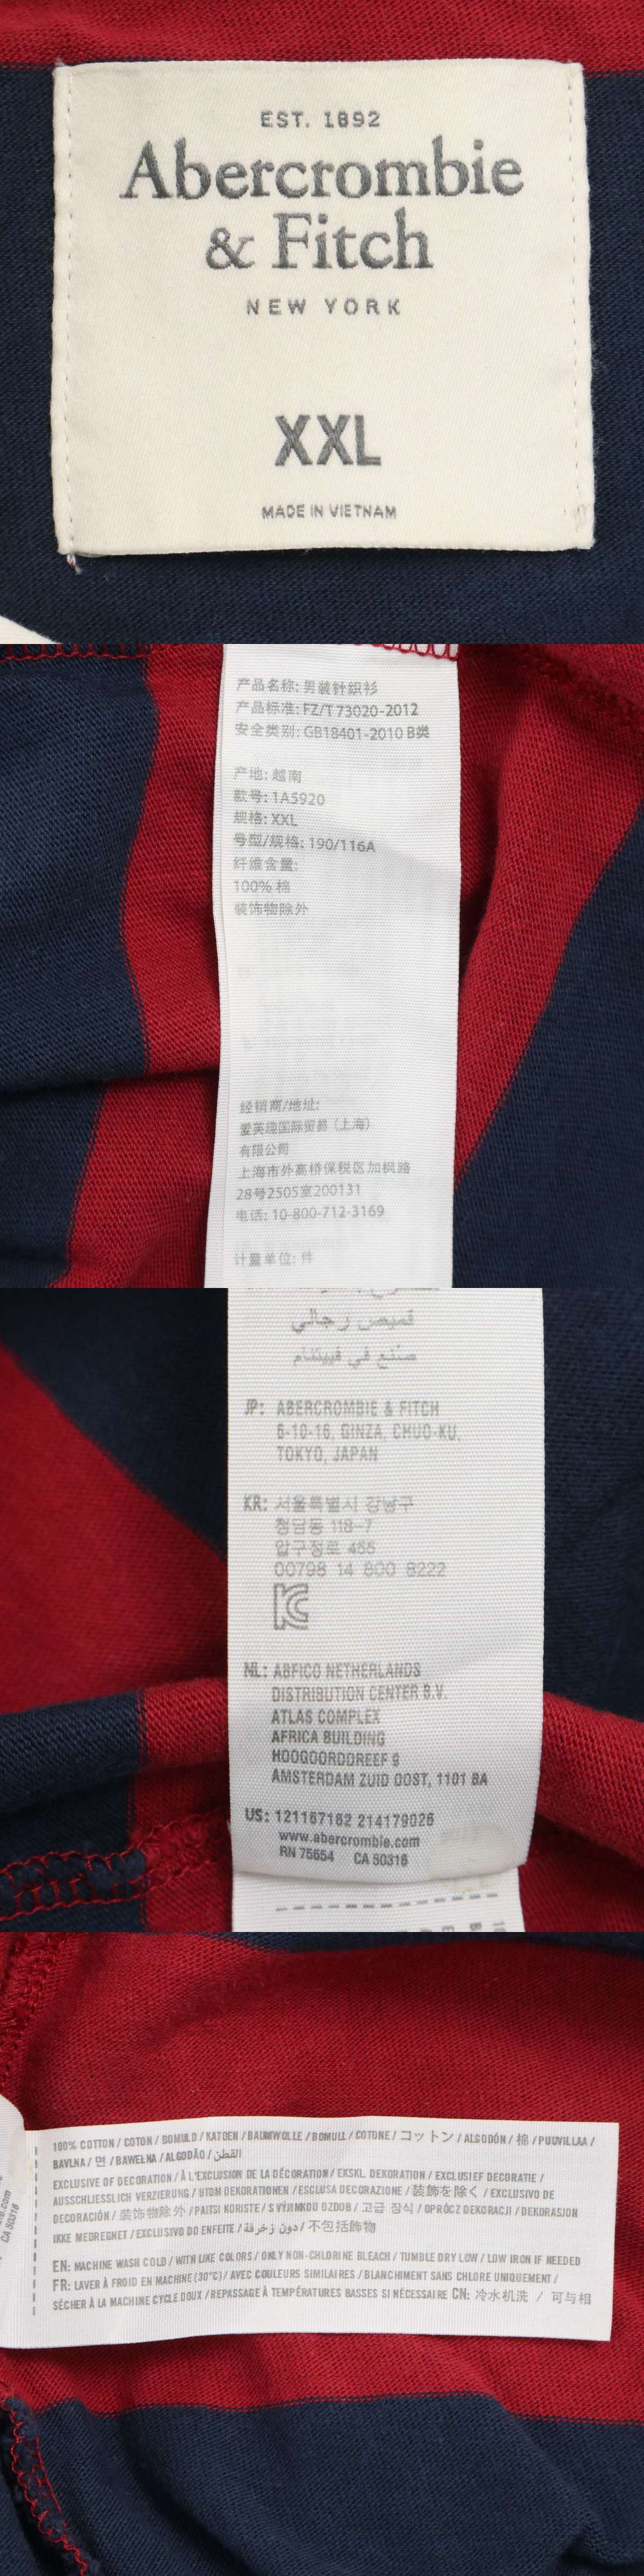 EST. 1892
Abercrombie
& Fitch
NEW YORK
XXL
MADE IN VIETNAM
产品名称: 男装针织衫
产品标准: FZ/T 73020-2012
安全类别: GB18401-2010 B类
产地: 越南
款号: 1A5920
规格: XXL
号型/规格: 190/116A
纤维含量:
100% 棉
装饰物除外
经销商/地址:
爱芙趣国际贸易 (上海)
有限公司
上海市外高桥保税区加枫路
28号2505室200131
电话: 10-800-712-3169
计量单位: 件
قميص رجالي
صنع في فييتنام
JP: ABERCROMBIE & FITCH
6-10-16, GINZA, CHUO-KU,
TOKYO, JAPAN
KR: 서울특별시 강남구
청담동 118-7
압구정로 455
00798 14 800 8222
NL: ABFICO NETHERLANDS
DISTRIBUTION CENTER B.V.
ATLAS COMPLEX
AFRICA BUILDING
HOOGOORDDREEF 9
AMSTERDAM ZUID OOST, 1101 BA
US: 121167162 214179026
www.abercrombie.com
RN 75654 CA 50316
100% COTTON / COTON / BOMULD / KATOEN / BAUMWOLLE / BOMULL / COTONE / コットン / ALGODÓN / 棉 / PUUVILLAA /
BAVLNA / 면 / BAWEŁNA / ALGODÃO / القطن
EXCLUSIVE OF DECORATION / À L'EXCLUSION DE LA DÉCORATION / EKSKL. DEKORATION / EXCLUSIEF DECORATIE /
AUSSCHLIESSLICH VERZIERUNG / UTOM DEKORATIONEN / ESCLUSA DECORAZIONE / 装飾を除く / EXCLUSIVO DE
DECORACIÓN / 装饰物除外 / PAITSI KORISTE / S VÝJIMKOU OZDOB / 고급 장식 / OPRÓCZ DEKORACJI / DEKORASJON
IKKE MEDREGNET / EXCLUSIVO DO ENFEITE / دون زخرفة / 不包括飾物
EN: MACHINE WASH COLD / WITH LIKE COLORS / ONLY NON-CHLORINE BLEACH / TUMBLE DRY LOW / LOW IRON IF NEEDED
FR: LAVER À FROID EN MACHINE (30°C) / AVEC COULEURS SIMILAIRES / BLANCHIMENT SANS CHLORE UNIQUEMENT /
SÉCHER À LA MACHINE CYCLE DOUX / REPASSAGE À TEMPÉRATURES BASSES SI NÉCESSAIRE CN: 冷水机洗 / 可与相